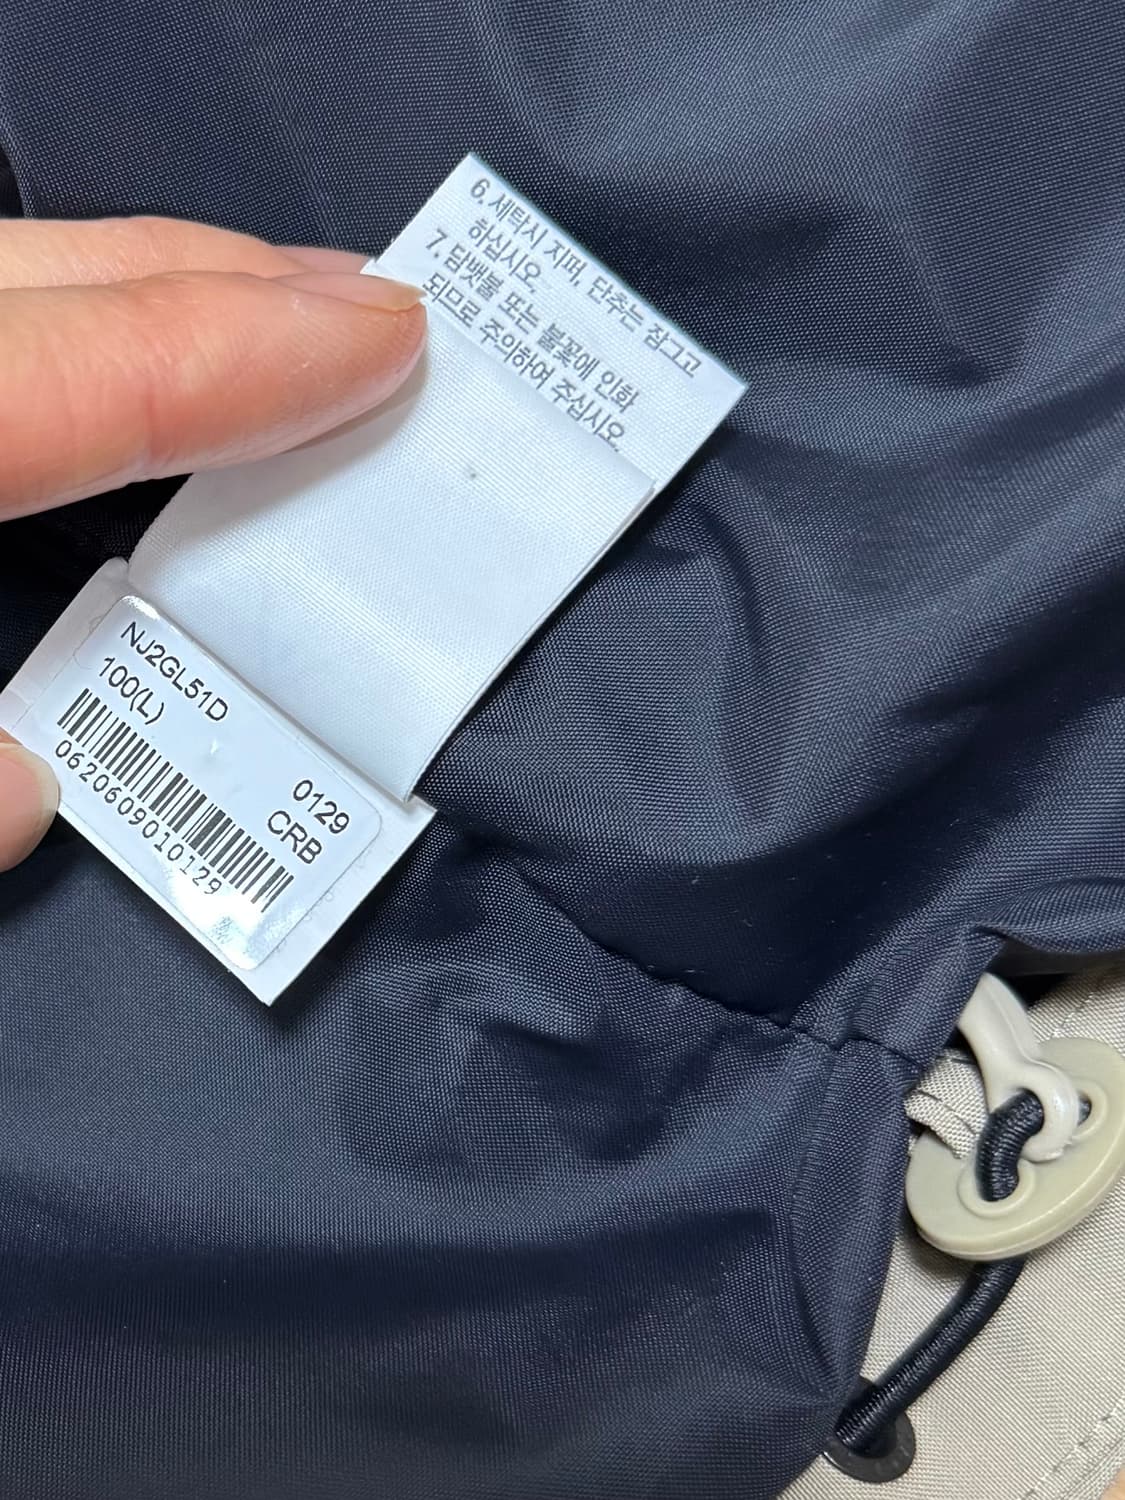 6. 세탁시 지퍼, 단추는 잠그고
하십시오.
7. 담뱃불 또는 불꽃에 인화
되므로 주의하여 주십시오.
NJ2GL51D
100(L)
0129
CRB
0620609010129